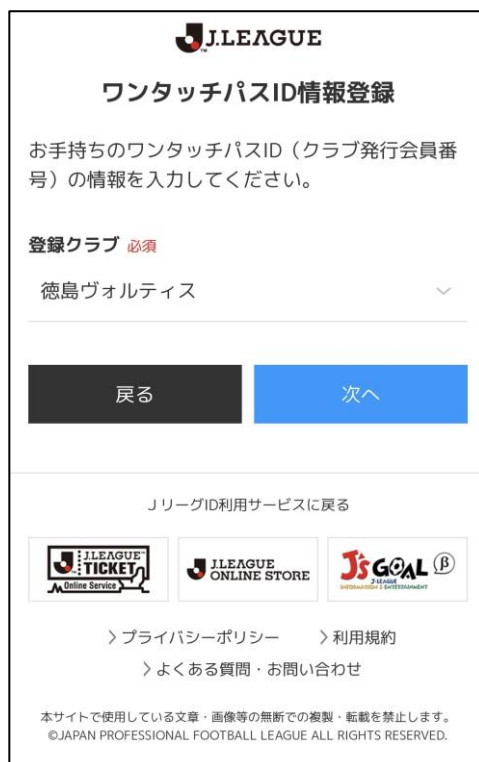 J.LEAGUE
ワンタッチパスID情報登録
お手持ちのワンタッチパスID（クラブ発行会員番
号）の情報を入力してください。
登録クラブ 必須
徳島ヴォルティス
戻る 次へ
JリーグID利用サービスに戻る
J.LEAGUE TICKET Online Service
J.LEAGUE ONLINE STORE
J'sGOAL β J.LEAGUE INFORMATION & ENTERTAINMENT
プライバシーポリシー 利用規約
よくある質問・お問い合わせ
本サイトで使用している文章・画像等の無断での複製・転載を禁止します。
©JAPAN PROFESSIONAL FOOTBALL LEAGUE ALL RIGHTS RESERVED.